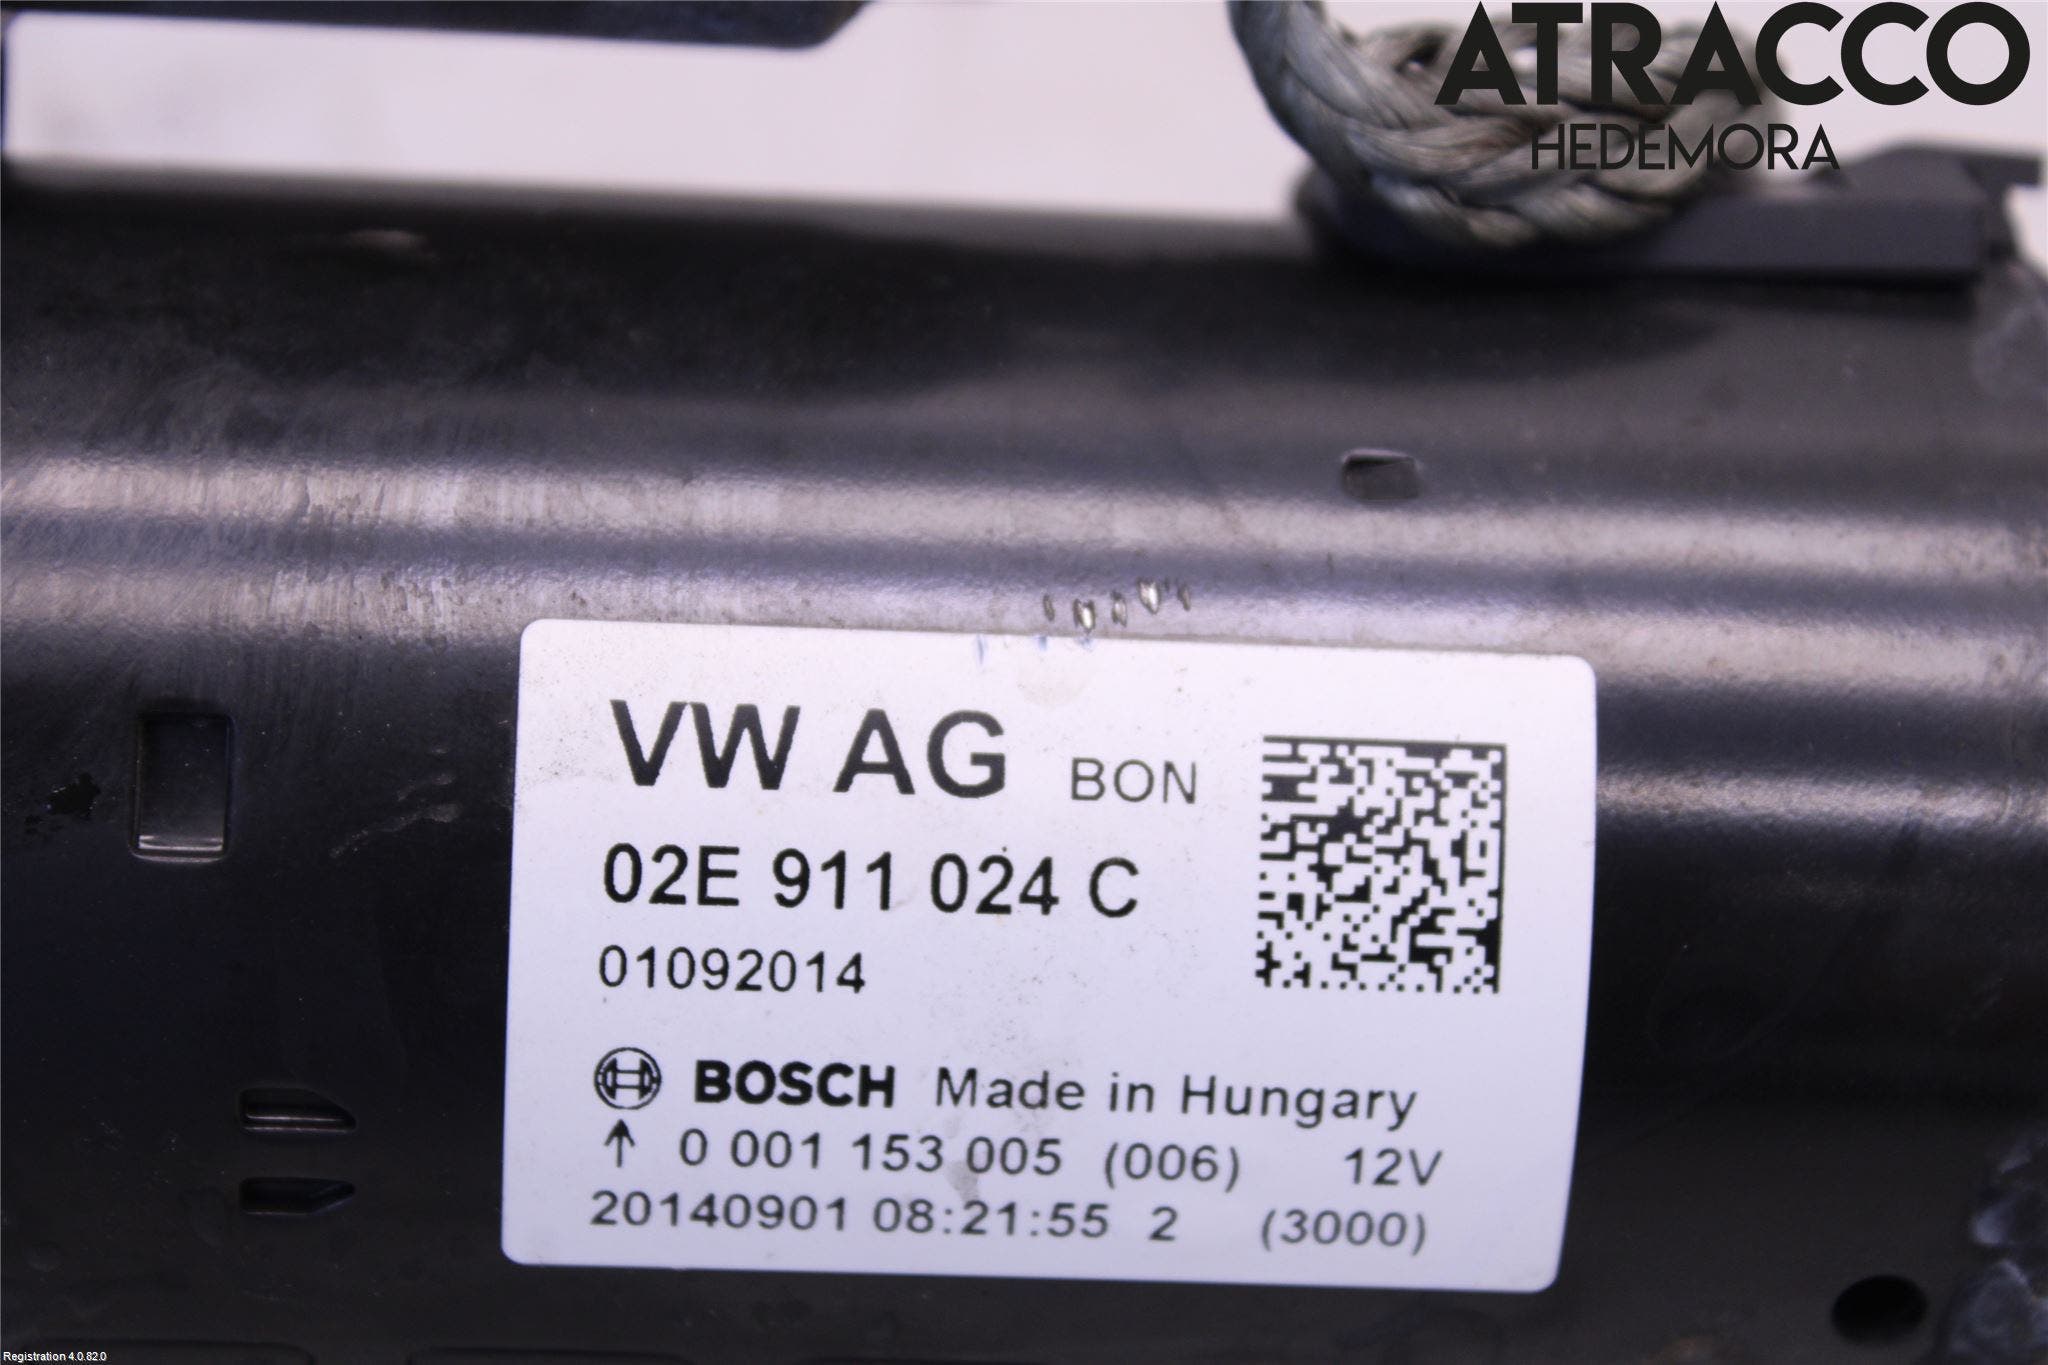 ATRACCO
HEDEMORA
VW AG BON
02E 911 024 C
01092014
BOSCH Made in Hungary
↑ 0 001 153 005 (006) 12V
20140901 08:21:55 2 (3000)
Registration 4.0.82.0